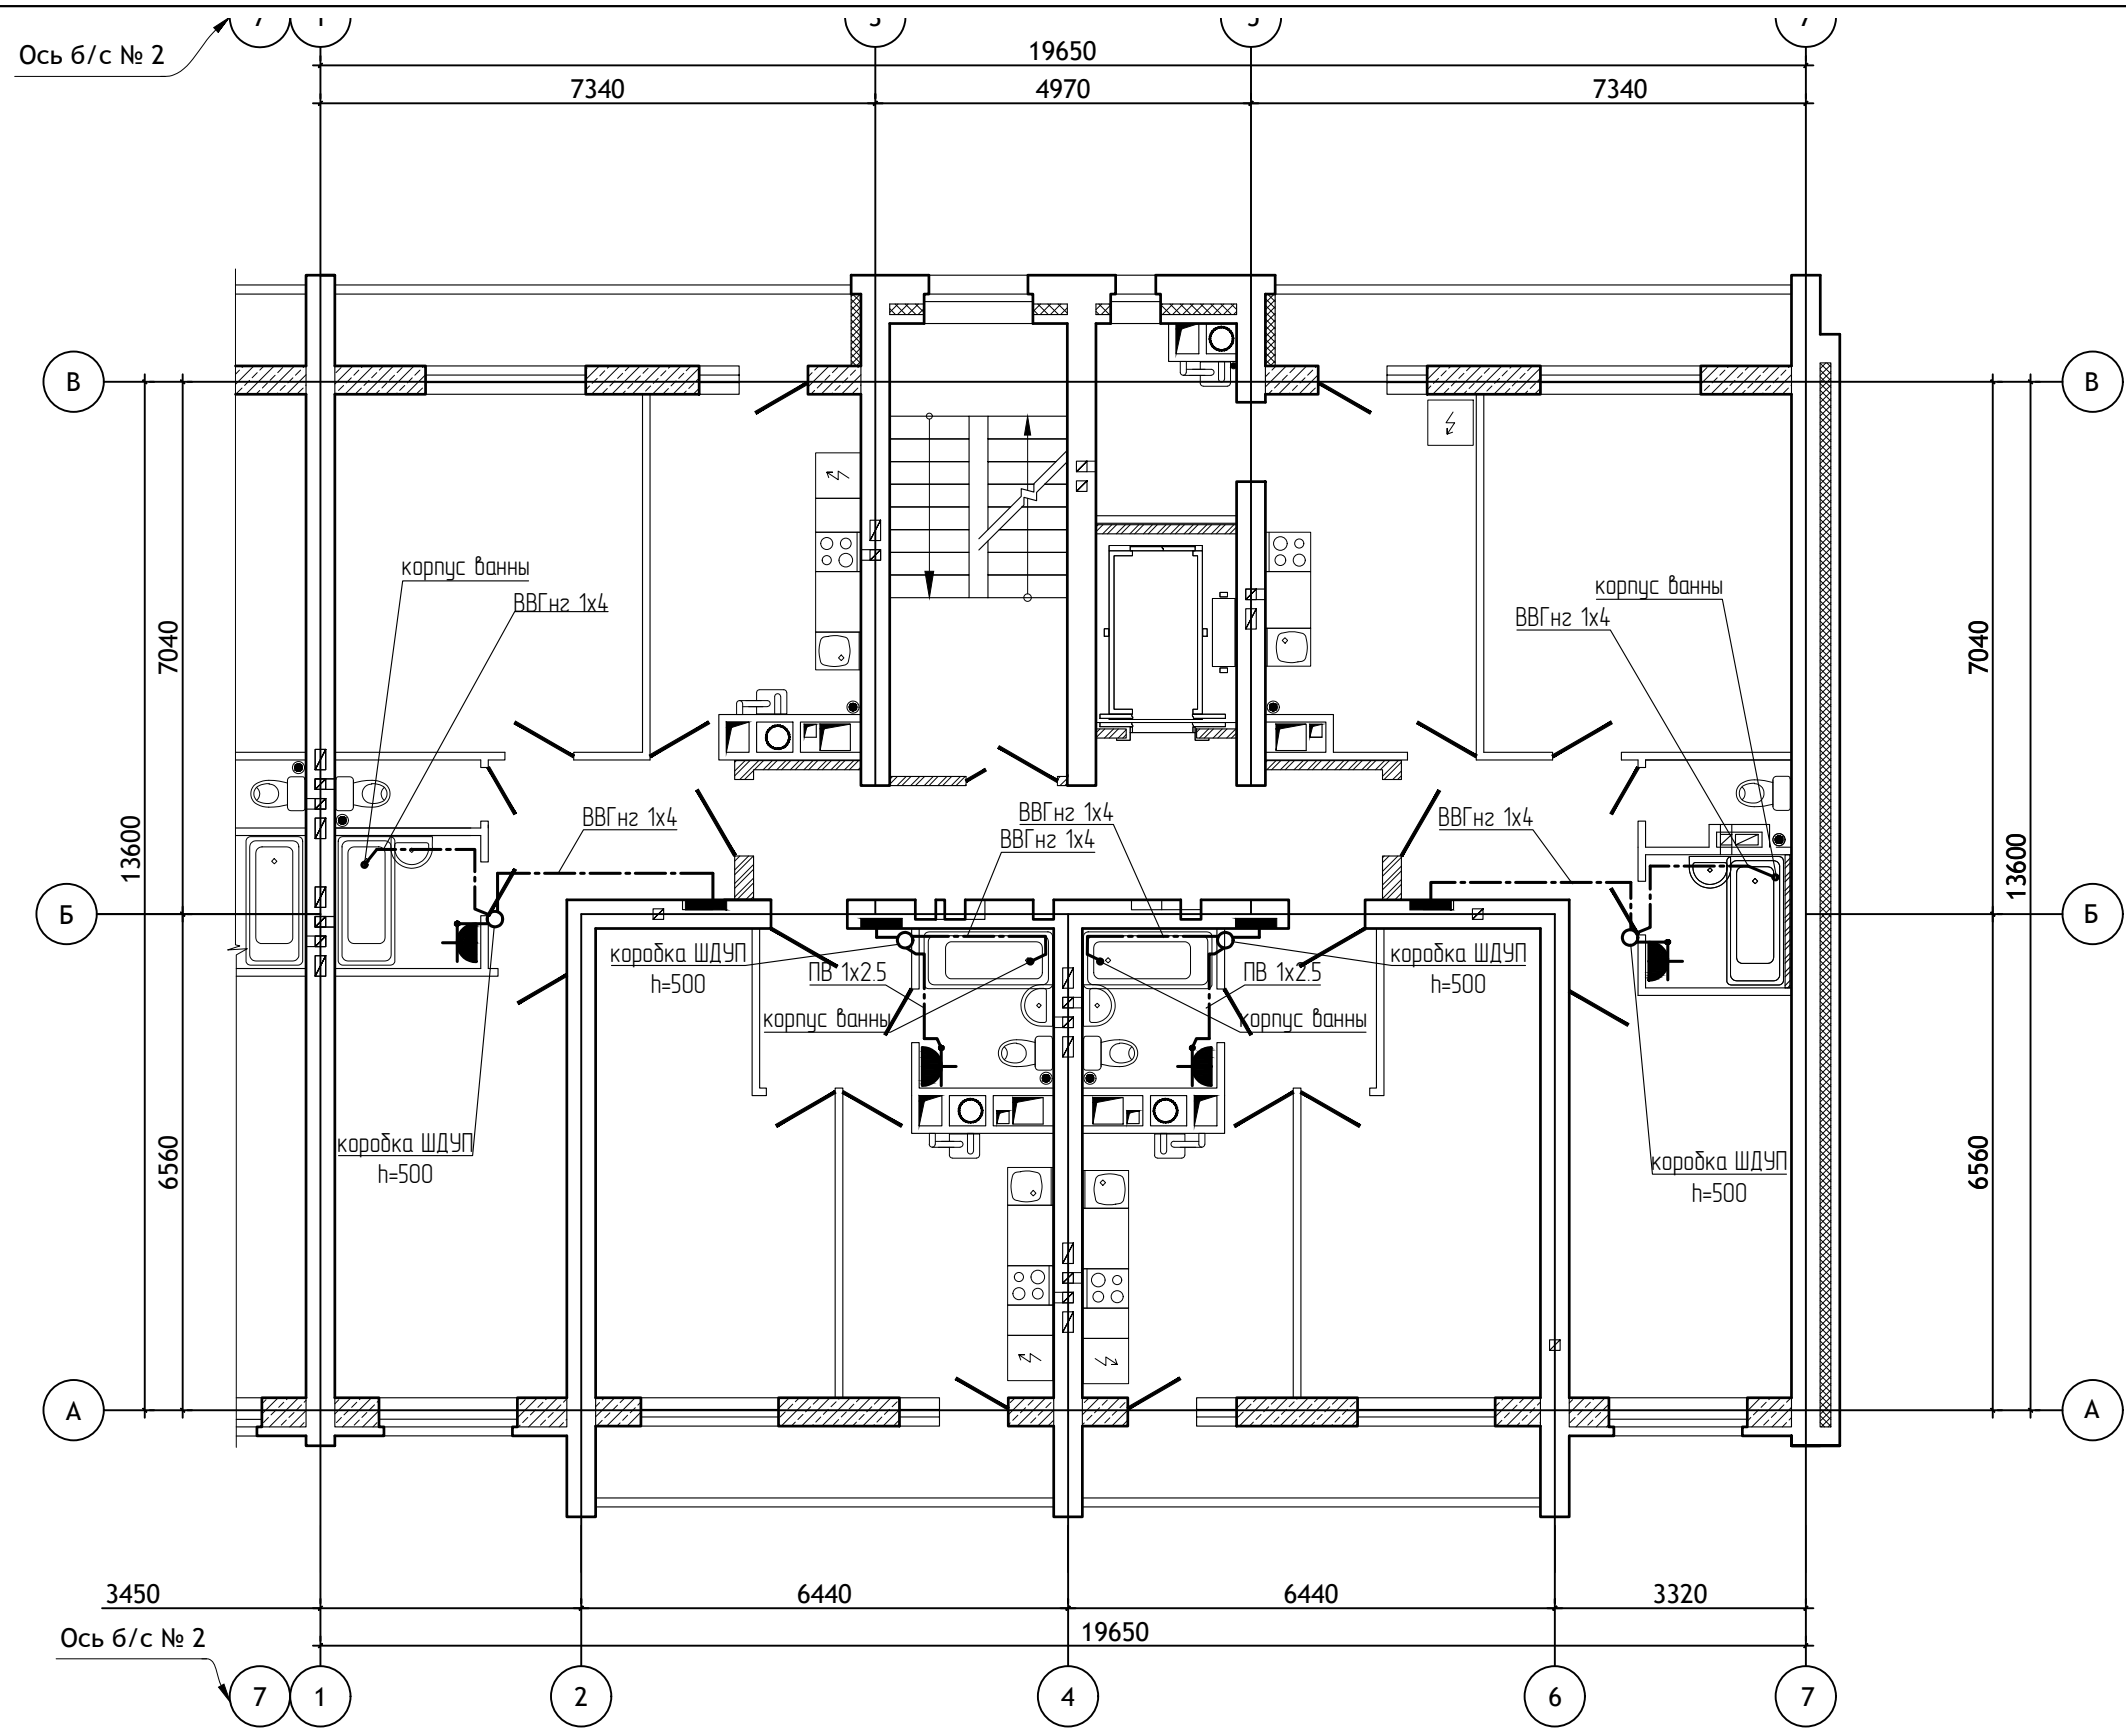 Ось б/с № 2
19650
7340
4970
7340
В
В
корпус ванны
ВВГнг 1х4
корпус ванны
ВВГнг 1х4
7040
7040
ВВГнг 1х4
ВВГнг 1х4
ВВГнг 1х4
ВВГнг 1х4
13600
13600
Б
Б
коробка ШДУП
h=500
ПВ 1х2.5
корпус ванны
ПВ 1х2.5
корпус ванны
коробка ШДУП
h=500
коробка ШДУП
h=500
коробка ШДУП
h=500
6560
6560
А
А
3450
6440
6440
3320
Ось б/с № 2
19650
7
1
2
4
6
7